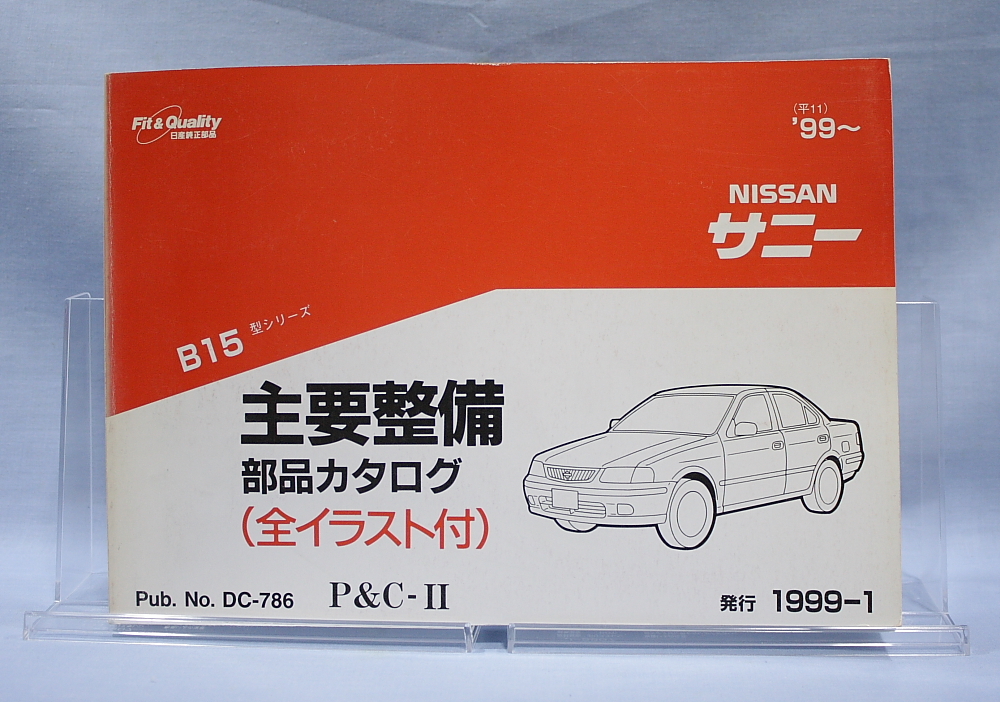 Fit & Quality
日産純正部品
(平11)
'99～
NISSAN
サニー
B15 型シリーズ
主要整備
部品カタログ
(全イラスト付)
Pub. No. DC-786 P&C-II
発行 1999-1